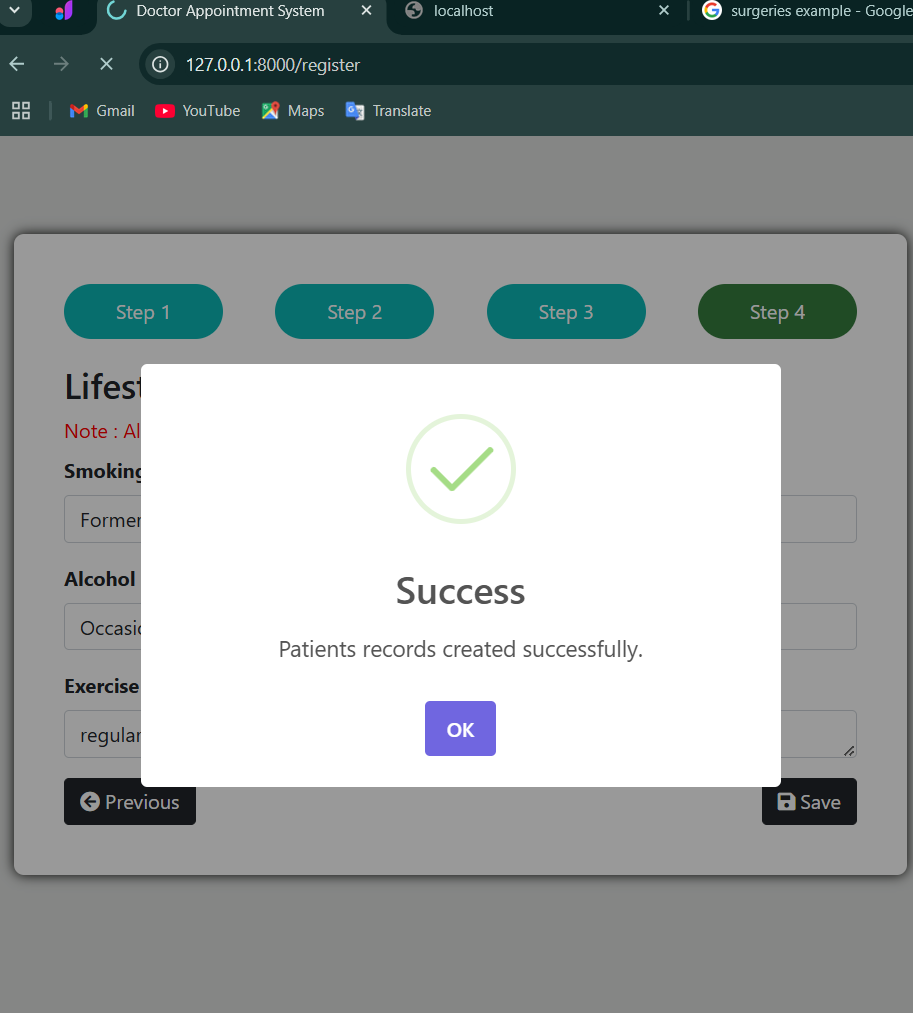 Doctor Appointment System
localhost
surgeries example - Google
127.0.0.1:8000/register
Gmail
YouTube
Maps
Translate
Step 1
Step 2
Step 3
Step 4
Lifest
Note : Al
Smoking
Former
Alcohol
Occasio
Exercise
regular
Success
Patients records created successfully.
OK
Previous
Save